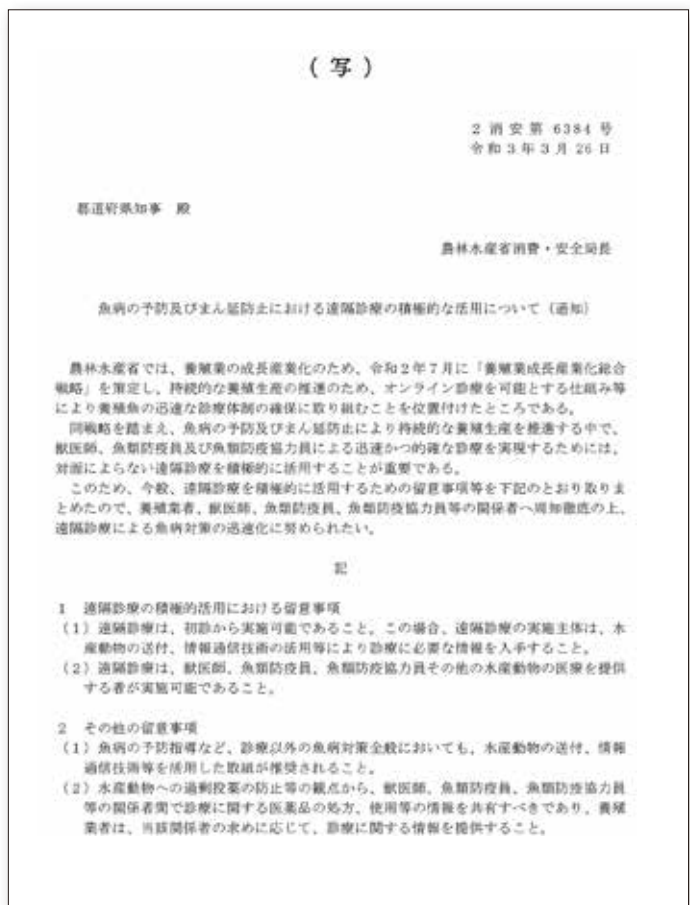 (写)
2消安第6384号
令和3年3月26日
都道府県知事 殿
農林水産省消費・安全局長
魚病の予防及びまん延防止における遠隔診療の積極的な活用について(通知)
農林水産省では、養殖業の成長産業化のため、令和2年7月に「養殖業成長産業化総合
戦略」を策定し、持続的な養殖生産の推進のため、オンライン診療を可能とする仕組み等
により養殖魚の迅速な診療体制の確保に取り組むことを位置付けたところである。
同戦略を踏まえ、魚病の予防及びまん延防止により持続的な養殖生産を推進する中で、
獣医師、魚類防疫員及び魚類防疫協力員による迅速かつ的確な診療を実現するためには、
対面によらない遠隔診療を積極的に活用することが重要である。
このため、今般、遠隔診療を積極的に活用するための留意事項等を下記のとおり取りま
とめたので、養殖業者、獣医師、魚類防疫員、魚類防疫協力員等の関係者へ周知徹底の上、
遠隔診療による魚病対策の迅速化に努められたい。
記
1 遠隔診療の積極的活用における留意事項
(1)遠隔診療は、初診から実施可能であること。この場合、遠隔診療の実施主体は、水
産動物の送付、情報通信技術の活用等により診療に必要な情報を入手すること。
(2)遠隔診療は、獣医師、魚類防疫員、魚類防疫協力員その他の水産動物の医療を提供
する者が実施可能であること。
2 その他の留意事項
(1)魚病の予防指導など、診療以外の魚病対策全般においても、水産動物の送付、情報
通信技術等を活用した取組が推奨されること。
(2)水産動物への過剰投薬の防止等の観点から、獣医師、魚類防疫員、魚類防疫協力員
等の関係者間で診療に関する医薬品の処方、使用等の情報を共有すべきであり、養殖
業者は、当該関係者の求めに応じて、診療に関する情報を提供すること。